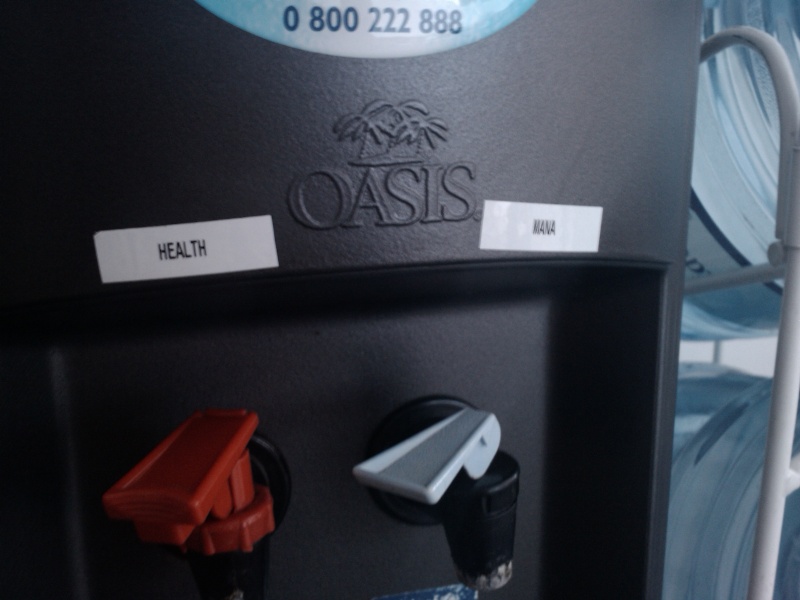 0 800 222 888
OASIS.
HEALTH
MANA